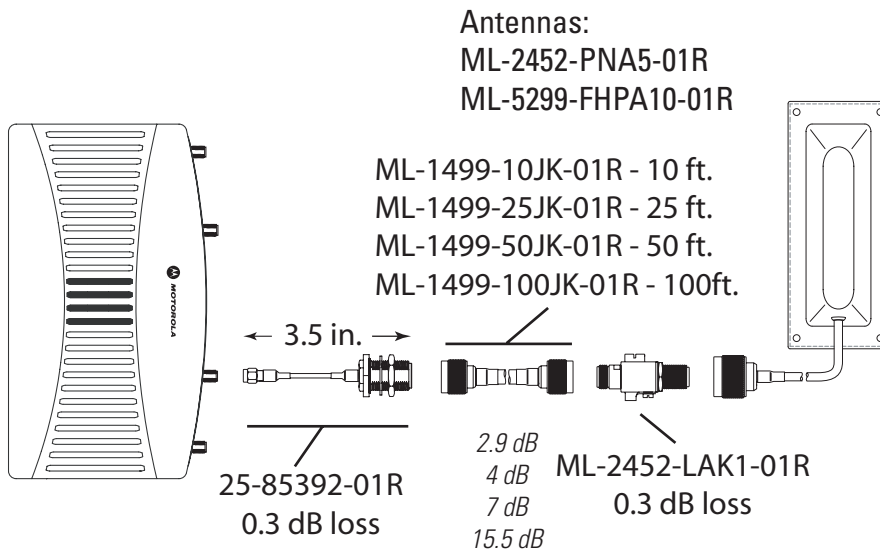 Antennas:
ML-2452-PNA5-01R
ML-5299-FHPA10-01R
ML-1499-10JK-01R - 10 ft.
ML-1499-25JK-01R - 25 ft.
ML-1499-50JK-01R - 50 ft.
ML-1499-100JK-01R - 100ft.
MOTOROLA
3.5 in.
25-85392-01R
0.3 dB loss
2.9 dB
4 dB
7 dB
15.5 dB
ML-2452-LAK1-01R
0.3 dB loss